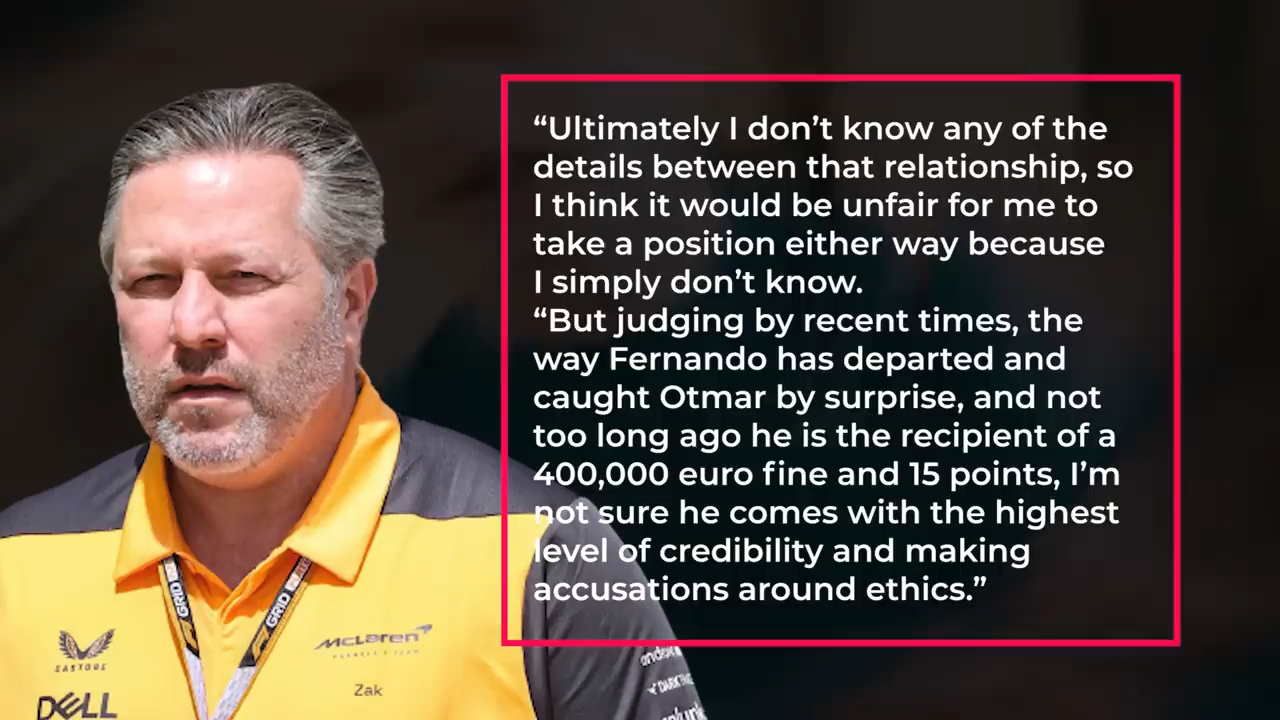 “Ultimately I don’t know any of the
details between that relationship, so
I think it would be unfair for me to
take a position either way because
I simply don’t know.
“But judging by recent times, the
way Fernando has departed and
caught Otmar by surprise, and not
too long ago he is the recipient of a
400,000 euro fine and 15 points, I’m
not sure he comes with the highest
level of credibility and making
accusations around ethics.”
GRID
GRID
CASTORE
McLaren
Zak
DELL